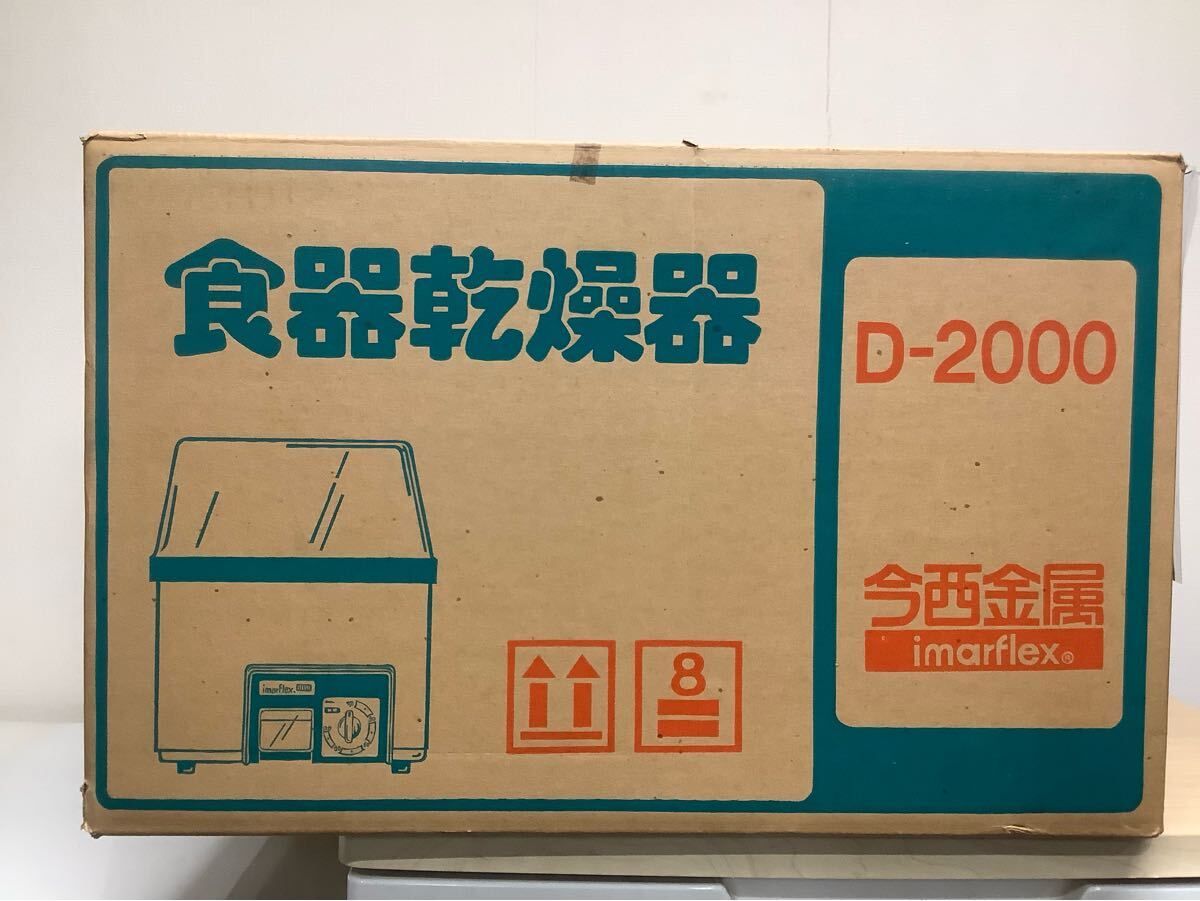 食器乾燥器
D-2000
今西金属
imarflex®
8
imarflex.